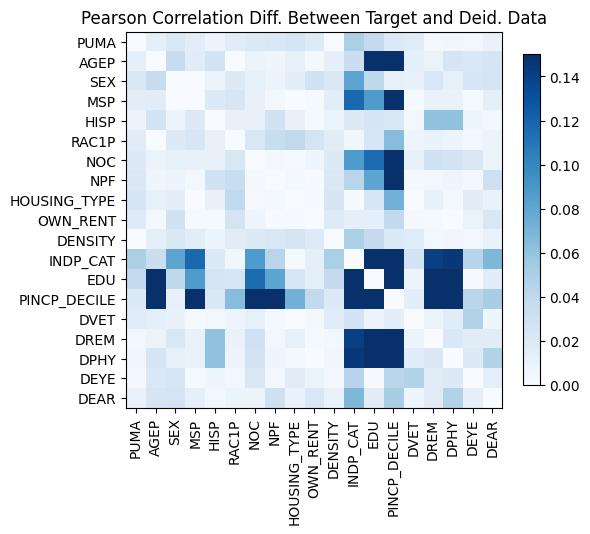 Pearson Correlation Diff. Between Target and Deid. Data
PUMA
AGEP
SEX
MSP
HISP
RAC1P
NOC
NPF
HOUSING_TYPE
OWN_RENT
DENSITY
INDP_CAT
EDU
PINCP_DECILE
DVET
DREM
DPHY
DEYE
DEAR
PUMA
AGEP
SEX
MSP
HISP
RAC1P
NOC
NPF
HOUSING_TYPE
OWN_RENT
DENSITY
INDP_CAT
EDU
PINCP_DECILE
DVET
DREM
DPHY
DEYE
DEAR
0.14
0.12
0.10
0.08
0.06
0.04
0.02
0.00